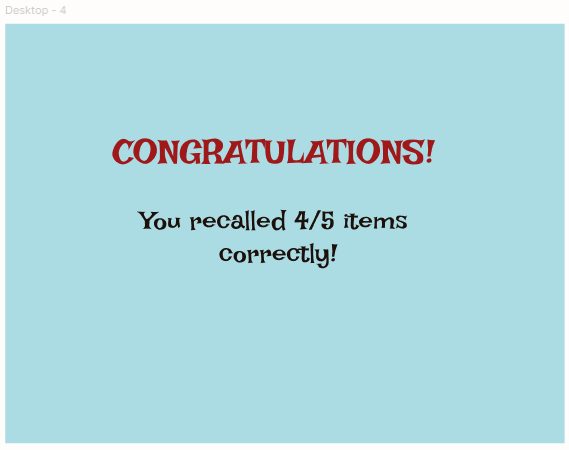 Desktop - 4
CONGRATULATIONS!
You recalled 4/5 items
correctly!